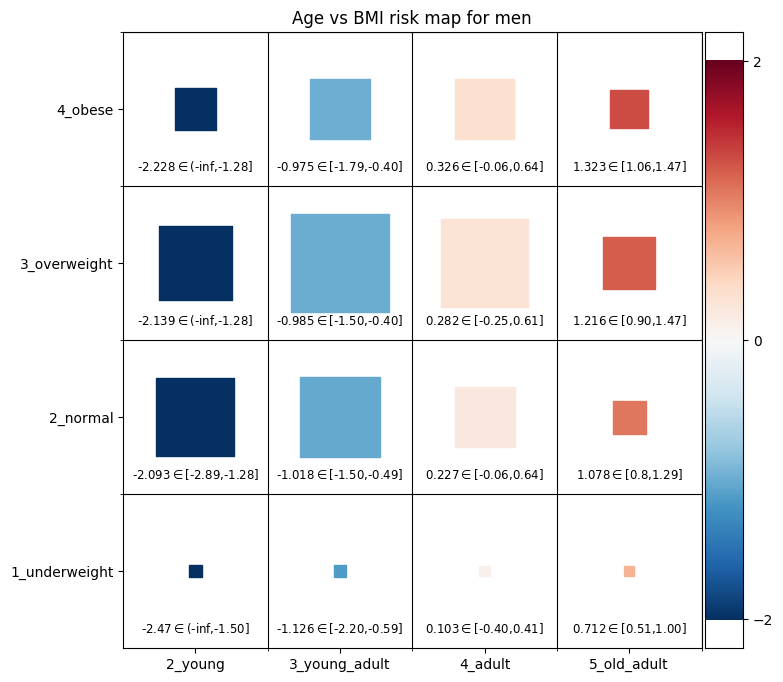 Age vs BMI risk map for men
4_obese
-2.228∈(-inf,-1.28]
-0.975∈[-1.79,-0.40]
0.326∈[-0.06,0.64]
1.323∈[1.06,1.47]
3_overweight
-2.139∈(-inf,-1.28]
-0.985∈[-1.50,-0.40]
0.282∈[-0.25,0.61]
1.216∈[0.90,1.47]
2_normal
-2.093∈[-2.89,-1.28]
-1.018∈[-1.50,-0.49]
0.227∈[-0.06,0.64]
1.078∈[0.8,1.29]
1_underweight
-2.47∈(-inf,-1.50]
-1.126∈[-2.20,-0.59]
0.103∈[-0.40,0.41]
0.712∈[0.51,1.00]
2_young
3_young_adult
4_adult
5_old_adult
2
0
−2